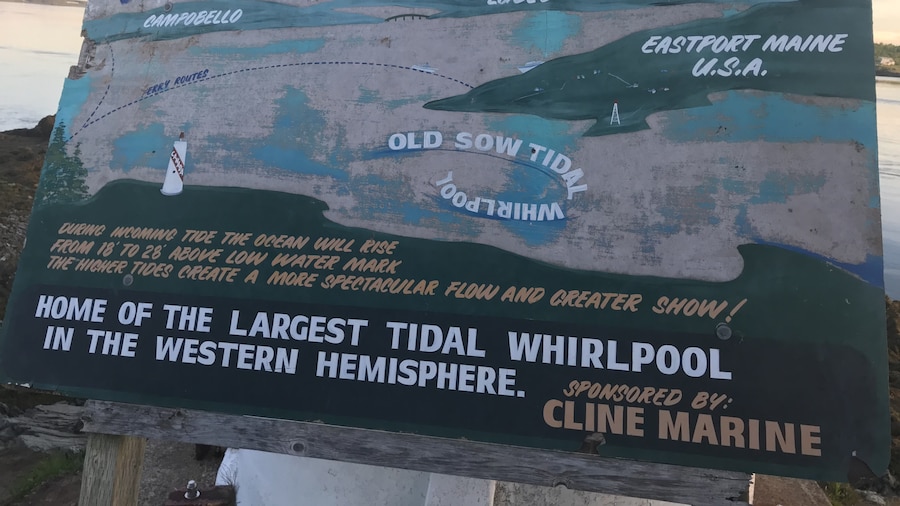 CAMPOBELLO
EASTPORT MAINE
U.S.A.
ROUTES
OLD SOW TIDAL
WHIRLPOOL
DURING INCOMING TIDE THE OCEAN WILL RISE
FROM 18' TO 28' ABOVE LOW WATER MARK
THE HIGHER TIDES CREATE A MORE SPECTACULAR FLOW AND GREATER SHOW!
HOME OF THE LARGEST TIDAL WHIRLPOOL
IN THE WESTERN HEMISPHERE.
SPONSORED BY:
CLINE MARINE